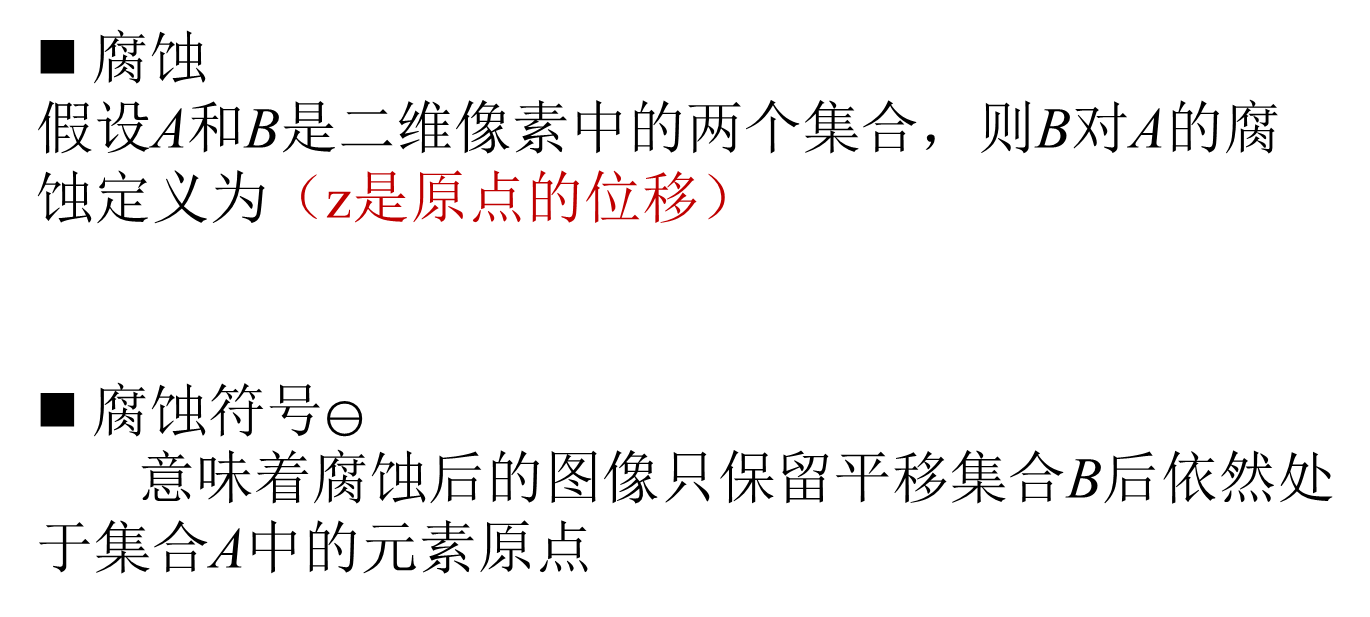 ■ 腐蚀
假设A和B是二维像素中的两个集合，则B对A的腐
蚀定义为（z是原点的位移）
■ 腐蚀符号⊖
意味着腐蚀后的图像只保留平移集合B后依然处
于集合A中的元素原点